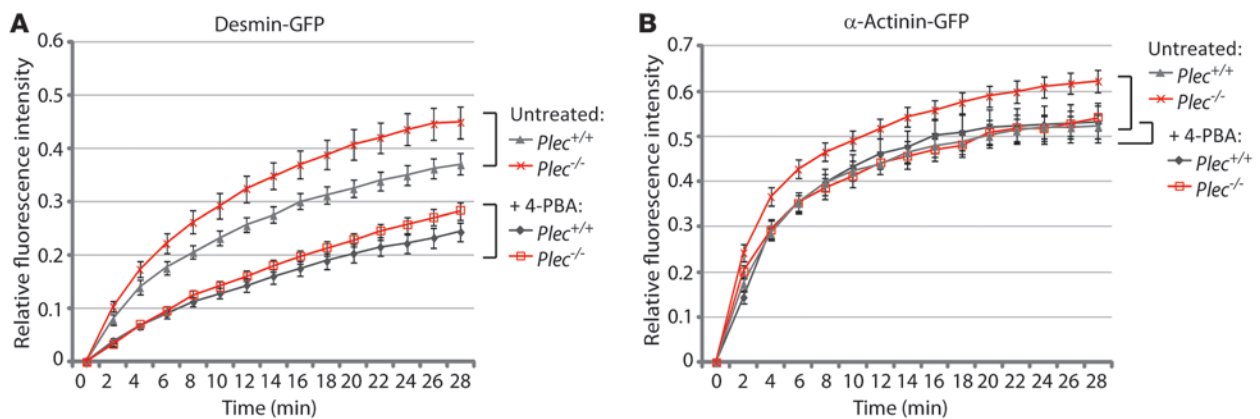 A
Desmin-GFP
Relative fluorescence intensity
0.6
0.5
0.4
0.3
0.2
0.1
0
0 2 4 6 8 10 12 14 16 18 20 22 24 26 28
Time (min)
Untreated:
Plec+/+
Plec-/-
+ 4-PBA:
Plec+/+
Plec-/-
B
α-Actinin-GFP
Relative fluorescence intensity
0.7
0.6
0.5
0.4
0.3
0.2
0.1
0
0 2 4 6 8 10 12 14 16 18 20 22 24 26 28
Time (min)
Untreated:
Plec+/+
Plec-/-
+ 4-PBA:
Plec+/+
Plec-/-